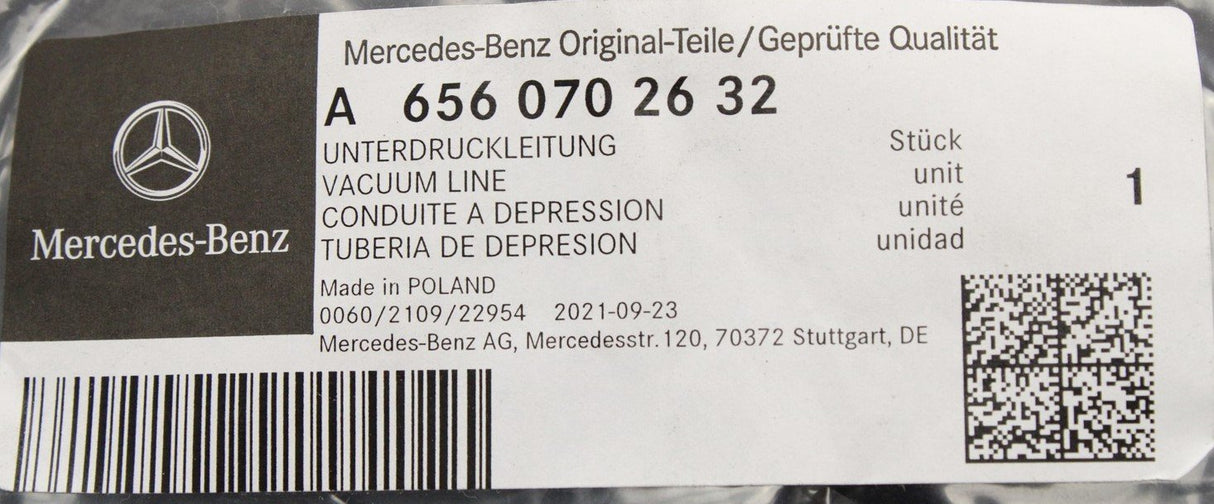 Mercedes-Benz Original-Teile/Geprüfte Qualität
A 656 070 26 32
UNTERDRUCKLEITUNG Stück
VACUUM LINE unit 1
CONDUITE A DEPRESSION unité
TUBERIA DE DEPRESION unidad
Mercedes-Benz
Made in POLAND
0060/2109/22954 2021-09-23
Mercedes-Benz AG, Mercedesstr.120, 70372 Stuttgart, DE